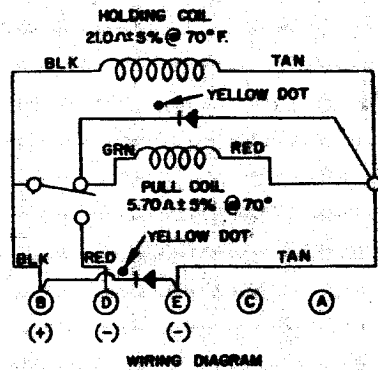 HOLDING COIL
21.0Ω±5% @ 70° F.
BLK TAN
YELLOW DOT
GRN RED
PULL COIL
5.70Ω±5% @ 70°
YELLOW DOT
BLK RED TAN
B D E C A
(+) (-) (-)
WIRING DIAGRAM